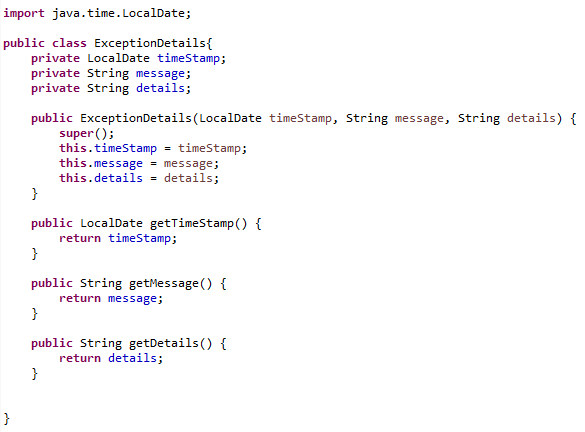 import java.time.LocalDate;
public class ExceptionDetails{
private LocalDate timeStamp;
private String message;
private String details;
public ExceptionDetails(LocalDate timeStamp, String message, String details) {
super();
this.timeStamp = timeStamp;
this.message = message;
this.details = details;
}
public LocalDate getTimeStamp() {
return timeStamp;
}
public String getMessage() {
return message;
}
public String getDetails() {
return details;
}
}